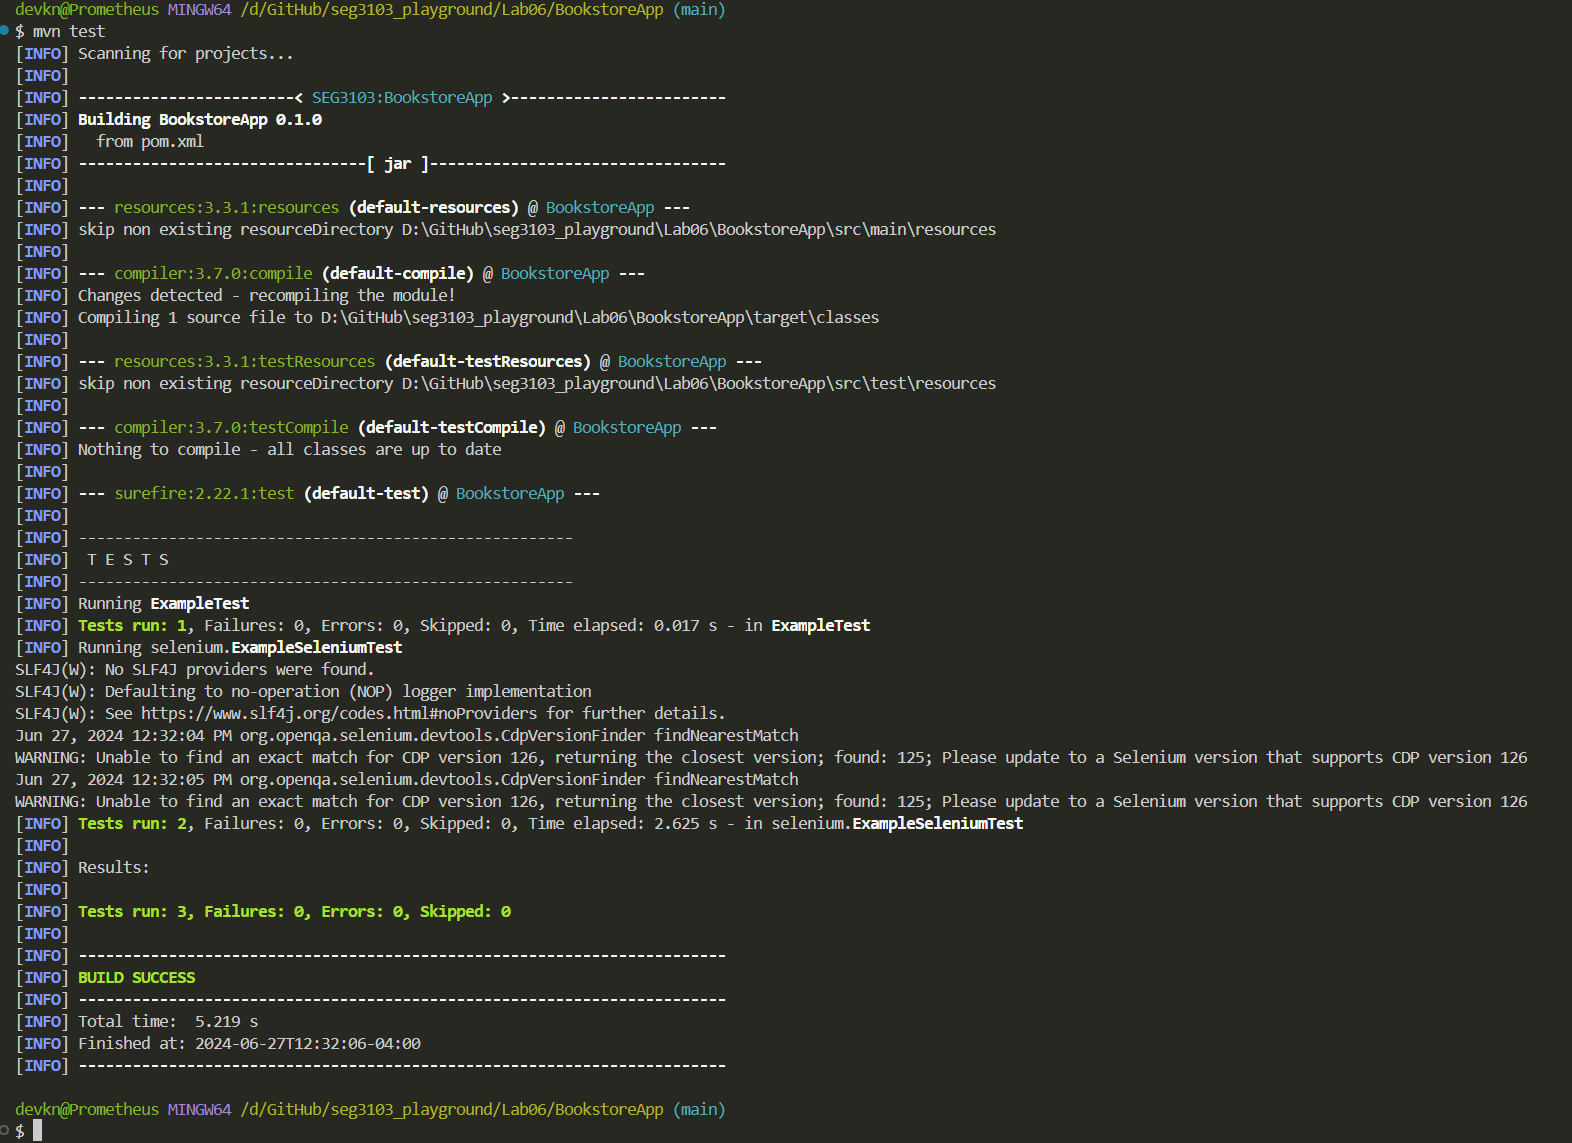 devkn@Prometheus MINGW64 /d/GitHub/seg3103_playground/Lab06/BookstoreApp (main)
$ mvn test
[INFO] Scanning for projects...
[INFO]
[INFO] ------------------------< SEG3103:BookstoreApp >------------------------
[INFO] Building BookstoreApp 0.1.0
[INFO]   from pom.xml
[INFO] --------------------------------[ jar ]---------------------------------
[INFO]
[INFO] --- resources:3.3.1:resources (default-resources) @ BookstoreApp ---
[INFO] skip non existing resourceDirectory D:\GitHub\seg3103_playground\Lab06\BookstoreApp\src\main\resources
[INFO]
[INFO] --- compiler:3.7.0:compile (default-compile) @ BookstoreApp ---
[INFO] Changes detected - recompiling the module!
[INFO] Compiling 1 source file to D:\GitHub\seg3103_playground\Lab06\BookstoreApp\target\classes
[INFO]
[INFO] --- resources:3.3.1:testResources (default-testResources) @ BookstoreApp ---
[INFO] skip non existing resourceDirectory D:\GitHub\seg3103_playground\Lab06\BookstoreApp\src\test\resources
[INFO]
[INFO] --- compiler:3.7.0:testCompile (default-testCompile) @ BookstoreApp ---
[INFO] Nothing to compile - all classes are up to date
[INFO]
[INFO] --- surefire:2.22.1:test (default-test) @ BookstoreApp ---
[INFO]
[INFO] -------------------------------------------------------
[INFO]  T E S T S
[INFO] -------------------------------------------------------
[INFO] Running ExampleTest
[INFO] Tests run: 1, Failures: 0, Errors: 0, Skipped: 0, Time elapsed: 0.017 s - in ExampleTest
[INFO] Running selenium.ExampleSeleniumTest
SLF4J(W): No SLF4J providers were found.
SLF4J(W): Defaulting to no-operation (NOP) logger implementation
SLF4J(W): See https://www.slf4j.org/codes.html#noProviders for further details.
Jun 27, 2024 12:32:04 PM org.openqa.selenium.devtools.CdpVersionFinder findNearestMatch
WARNING: Unable to find an exact match for CDP version 126, returning the closest version; found: 125; Please update to a Selenium version that supports CDP version 126
Jun 27, 2024 12:32:05 PM org.openqa.selenium.devtools.CdpVersionFinder findNearestMatch
WARNING: Unable to find an exact match for CDP version 126, returning the closest version; found: 125; Please update to a Selenium version that supports CDP version 126
[INFO] Tests run: 2, Failures: 0, Errors: 0, Skipped: 0, Time elapsed: 2.625 s - in selenium.ExampleSeleniumTest
[INFO]
[INFO] Results:
[INFO]
[INFO] Tests run: 3, Failures: 0, Errors: 0, Skipped: 0
[INFO]
[INFO] ------------------------------------------------------------------------
[INFO] BUILD SUCCESS
[INFO] ------------------------------------------------------------------------
[INFO] Total time:  5.219 s
[INFO] Finished at: 2024-06-27T12:32:06-04:00
[INFO] ------------------------------------------------------------------------
devkn@Prometheus MINGW64 /d/GitHub/seg3103_playground/Lab06/BookstoreApp (main)
$